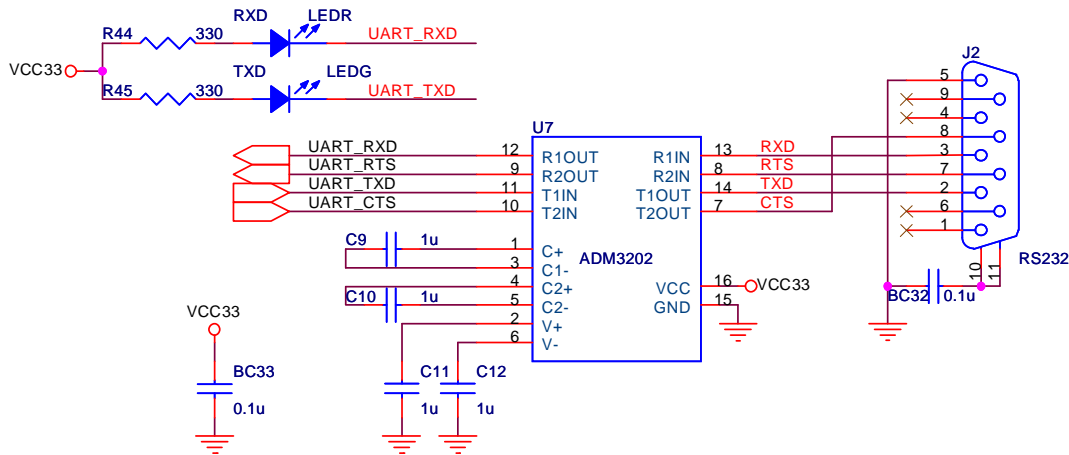 RXD LEDR
R44 330 UART_RXD
VCC33
TXD LEDG
R45 330 UART_TXD
J2
5
9
4
8
3
7
2
6
1
10
11
RS232
BC32 0.1u
U7
UART_RXD 12 R1OUT R1IN 13 RXD
UART_RTS 9 R2OUT R2IN 8 RTS
UART_TXD 11 T1IN T1OUT 14 TXD
UART_CTS 10 T2IN T2OUT 7 CTS
C9 1u 1 C+
3 C1-
ADM3202
C10 1u 4 C2+
5 C2-
2 V+
6 V-
VCC 16 VCC33
GND 15
VCC33
BC33
0.1u
C11
1u
C12
1u